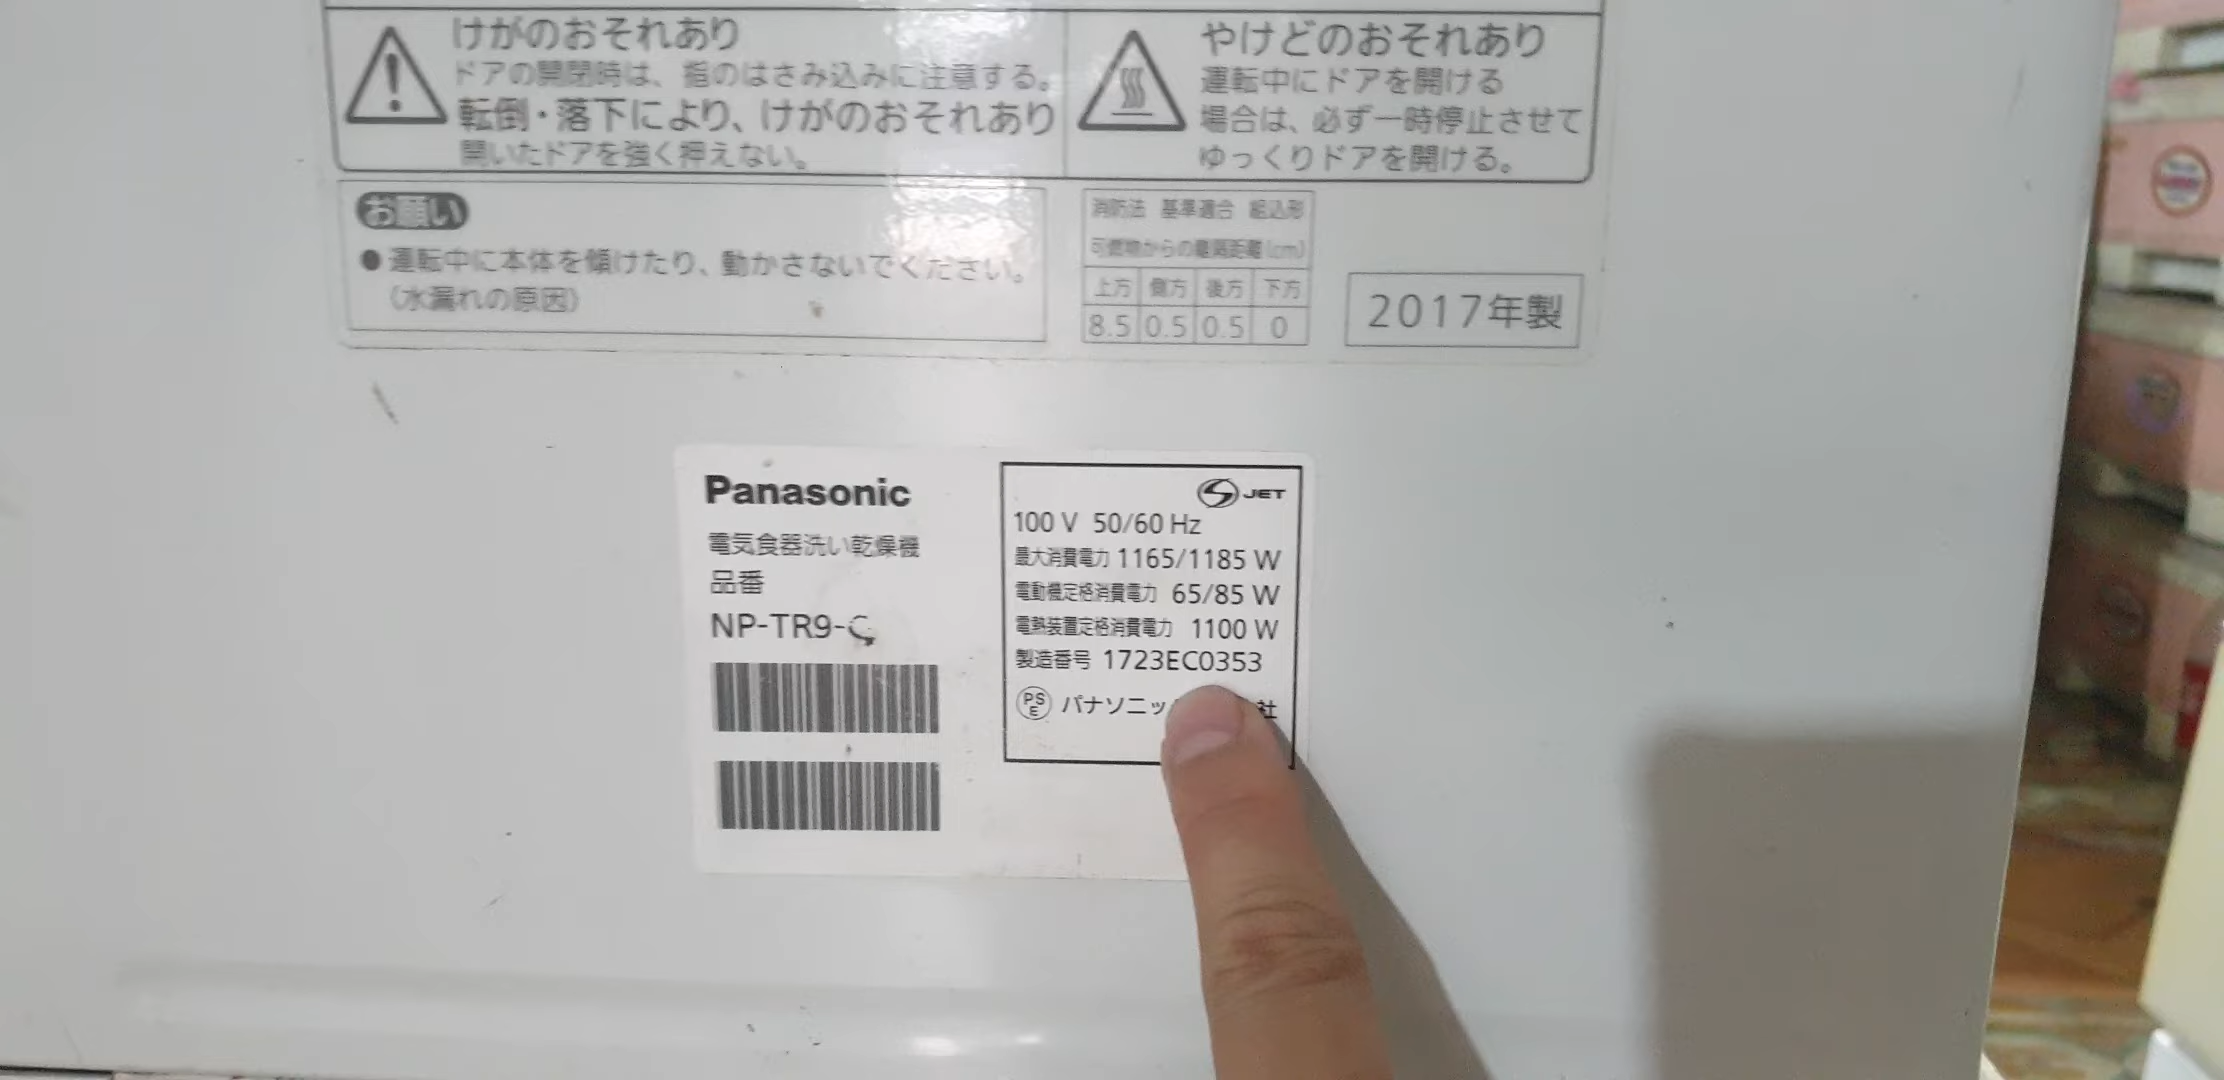 けがのおそれあり
ドアの開閉時は、指のはさみ込みに注意する。
転倒・落下により、けがのおそれあり
開いたドアを強く押えない。
やけどのおそれあり
運転中にドアを開ける
場合は、必ず一時停止させて
ゆっくりドアを開ける。
お願い
●運転中に本体を傾けたり、動かさないでください。
(水漏れの原因)
消防法 基準適合 組込形
可燃物からの離隔距離(cm)
上方 側方 後方 下方
8.5 0.5 0.5 0
2017年製
Panasonic
電気食器洗い乾燥機
品番
NP-TR9-
JET
100 V 50/60 Hz
最大消費電力 1165/1185 W
電動機定格消費電力 65/85 W
電熱装置定格消費電力 1100 W
製造番号 1723EC0353
PSE パナソニッ 社